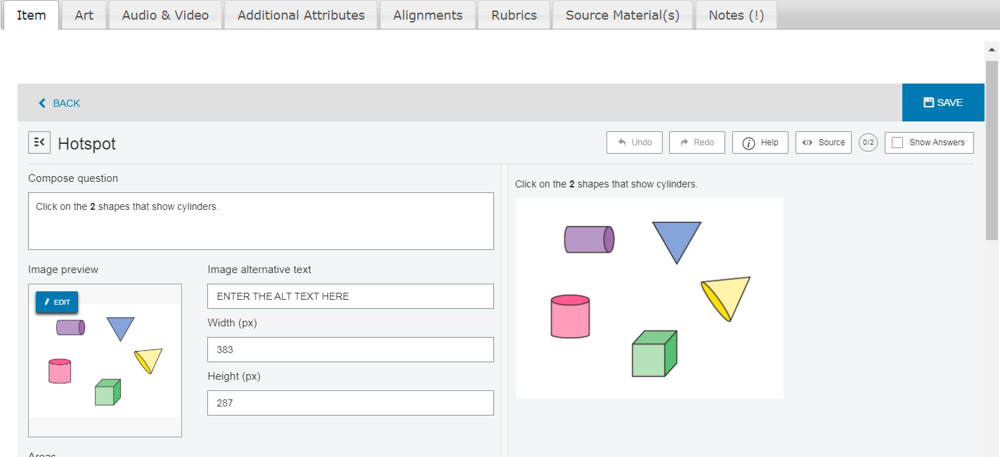 Item Art Audio & Video Additional Attributes Alignments Rubrics Source Material(s) Notes (!)
BACK SAVE
Hotspot Undo Redo Help Source 0/2 Show Answers
Compose question
Click on the 2 shapes that show cylinders.
Image preview
EDIT
Image alternative text
ENTER THE ALT TEXT HERE
Width (px)
383
Height (px)
287
Areas
Click on the 2 shapes that show cylinders.